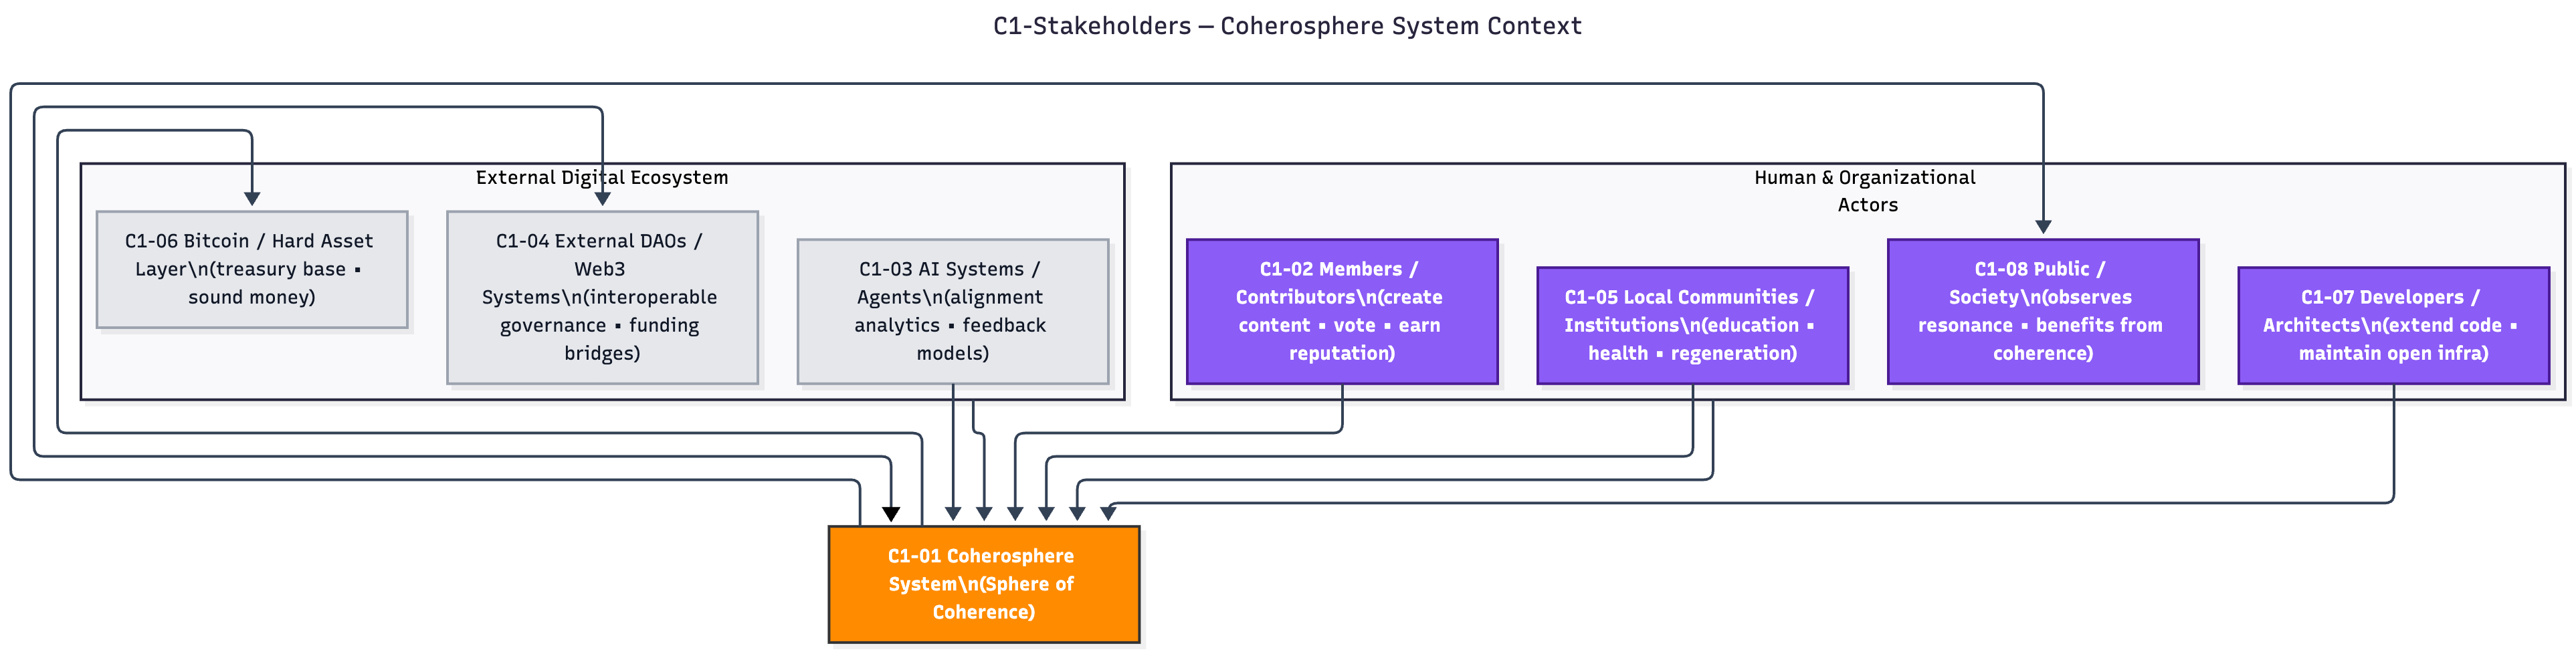 C1-Stakeholders — Coherosphere System Context
External Digital Ecosystem
C1-06 Bitcoin / Hard Asset
Layer\n(treasury base ▪
sound money)
C1-04 External DAOs /
Web3
Systems\n(interoperable
governance ▪ funding
bridges)
C1-03 AI Systems /
Agents\n(alignment
analytics ▪ feedback
models)
Human & Organizational
Actors
C1-02 Members /
Contributors\n(create
content ▪ vote ▪ earn
reputation)
C1-05 Local Communities /
Institutions\n(education ▪
health ▪ regeneration)
C1-08 Public /
Society\n(observes
resonance ▪ benefits from
coherence)
C1-07 Developers /
Architects\n(extend code ▪
maintain open infra)
C1-01 Coherosphere
System\n(Sphere of
Coherence)